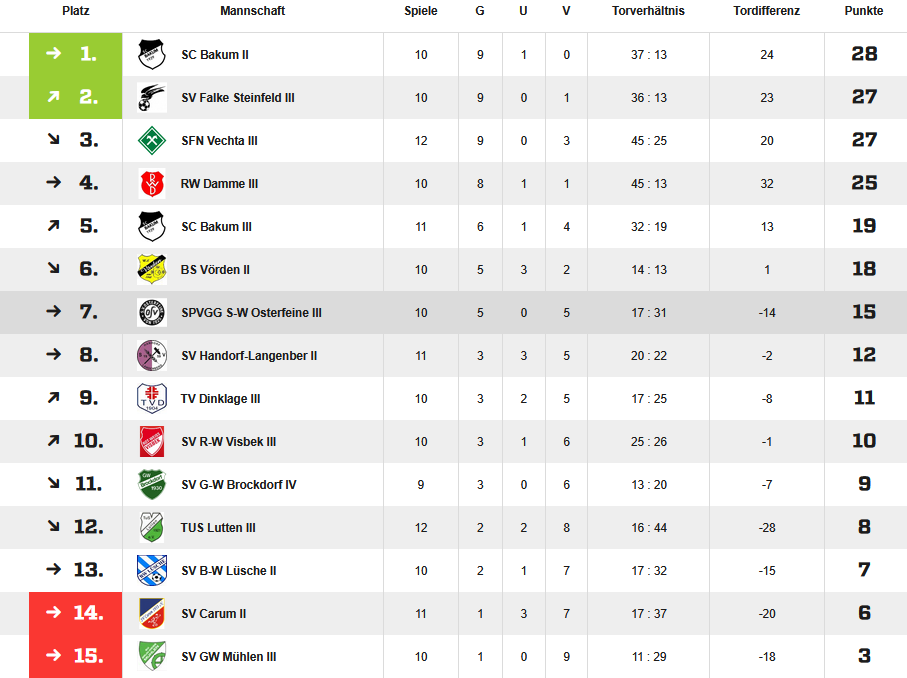 Platz Mannschaft Spiele G U V Torverhältnis Tordifferenz Punkte
1. SC Bakum II 10 9 1 0 37 : 13 24 28
2. SV Falke Steinfeld III 10 9 0 1 36 : 13 23 27
3. SFN Vechta III 12 9 0 3 45 : 25 20 27
4. RW Damme III 10 8 1 1 45 : 13 32 25
5. SC Bakum III 11 6 1 4 32 : 19 13 19
6. BS Vörden II 10 5 3 2 14 : 13 1 18
7. SPVGG S-W Osterfeine III 10 5 0 5 17 : 31 -14 15
8. SV Handorf-Langenber II 11 3 3 5 20 : 22 -2 12
9. TV Dinklage III 10 3 2 5 17 : 25 -8 11
10. SV R-W Visbek III 10 3 1 6 25 : 26 -1 10
11. SV G-W Brockdorf IV 9 3 0 6 13 : 20 -7 9
12. TUS Lutten III 12 2 2 8 16 : 44 -28 8
13. SV B-W Lüsche II 10 2 1 7 17 : 32 -15 7
14. SV Carum II 11 1 3 7 17 : 37 -20 6
15. SV GW Mühlen III 10 1 0 9 11 : 29 -18 3